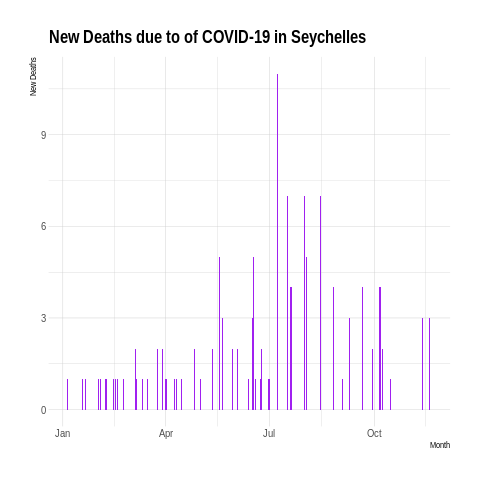 New Deaths due to of COVID-19 in Seychelles
New Deaths
9
6
3
0
Jan Apr Jul Oct
Month